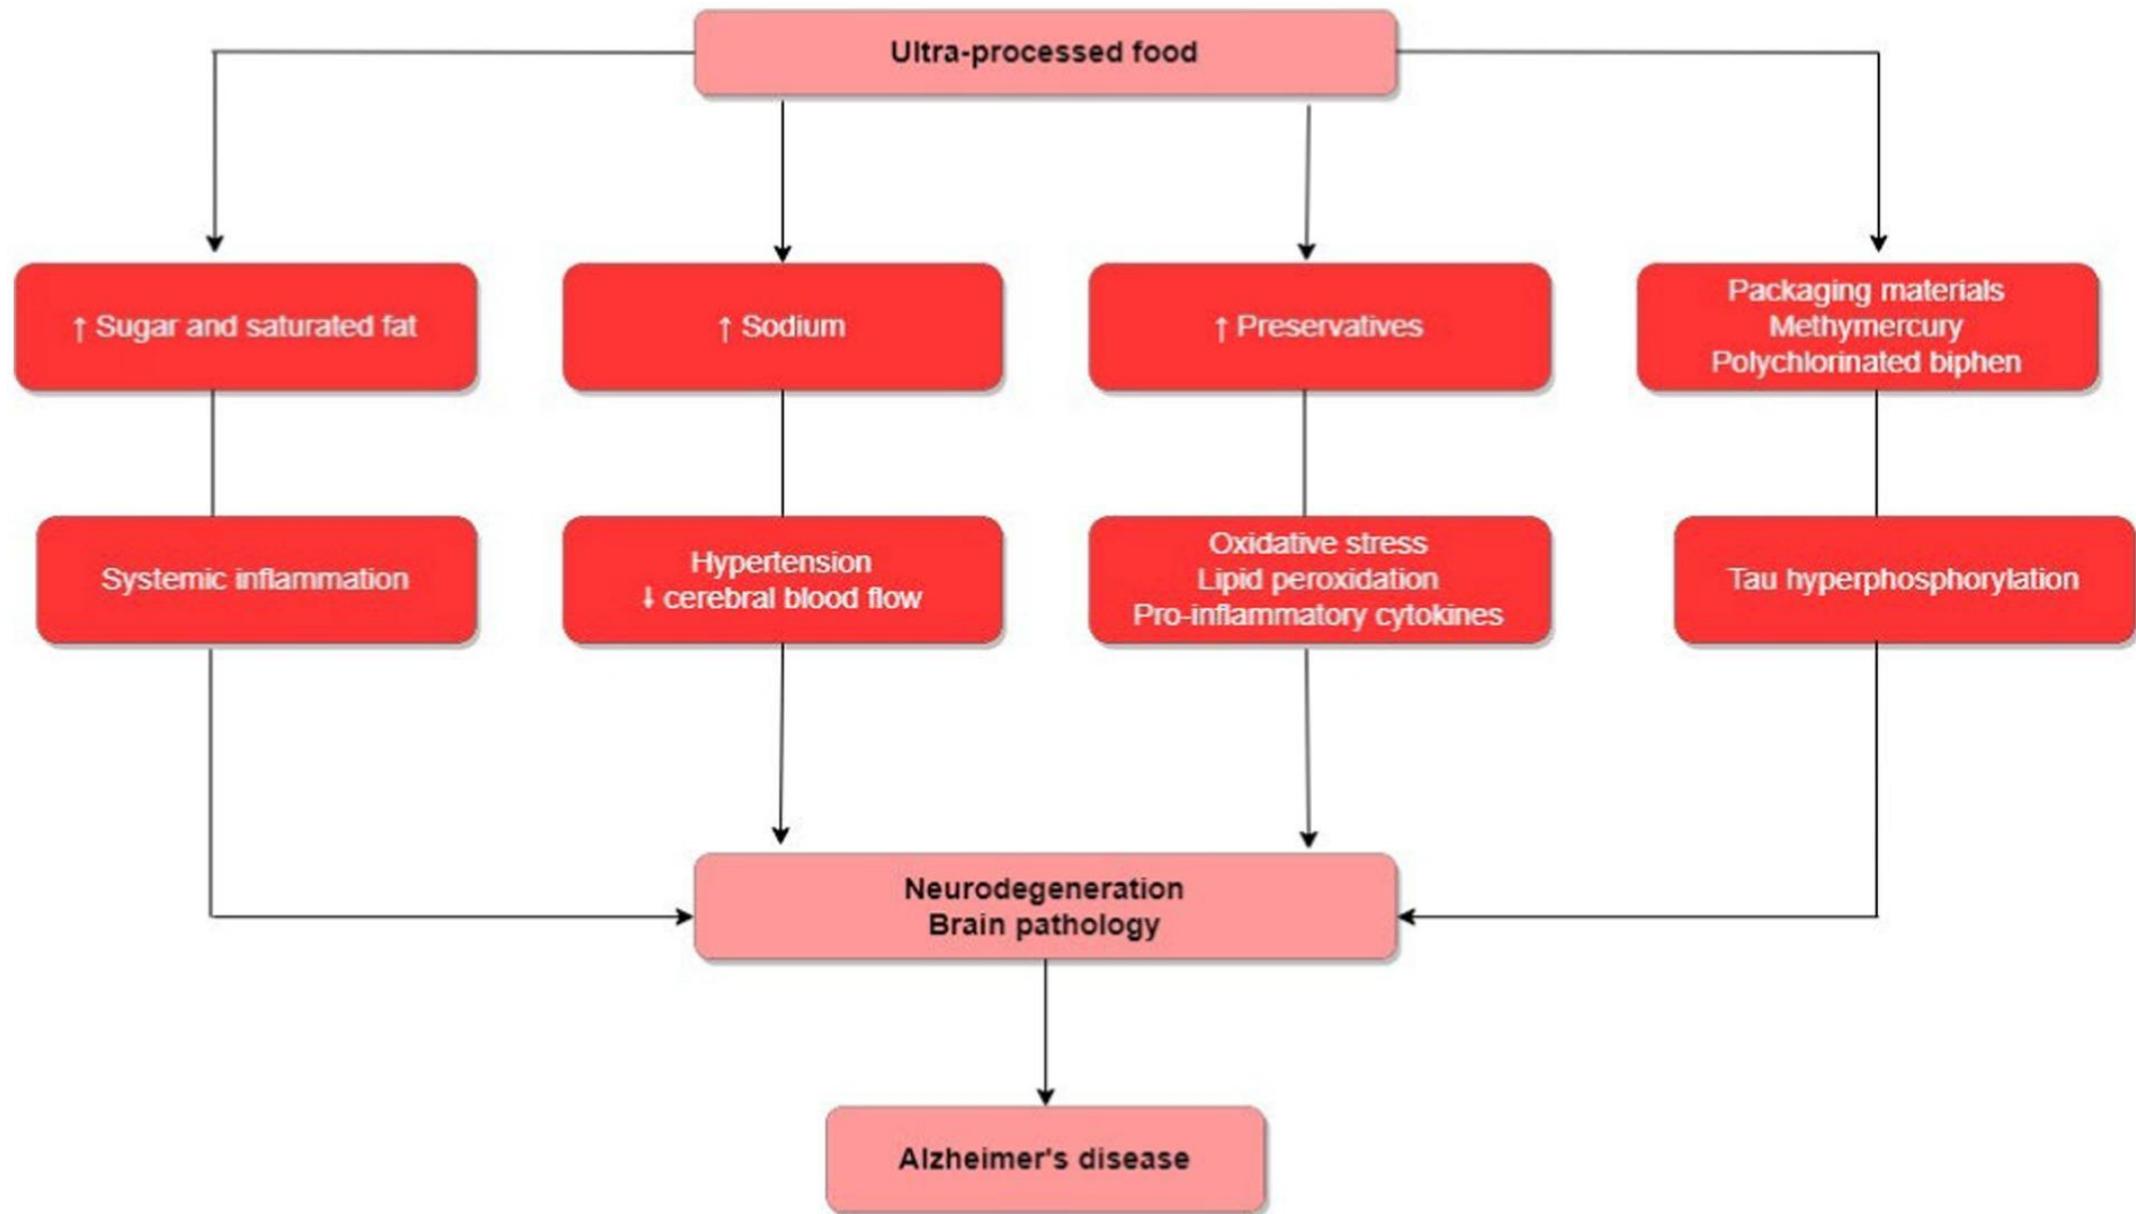 Ultra-processed food
↑ Sugar and saturated fat
↑ Sodium
↑ Preservatives
Packaging materials
Methymercury
Polychlorinated biphen
Systemic inflammation
Hypertension
↓ cerebral blood flow
Oxidative stress
Lipid peroxidation
Pro-inflammatory cytokines
Tau hyperphosphorylation
Neurodegeneration
Brain pathology
Alzheimer's disease